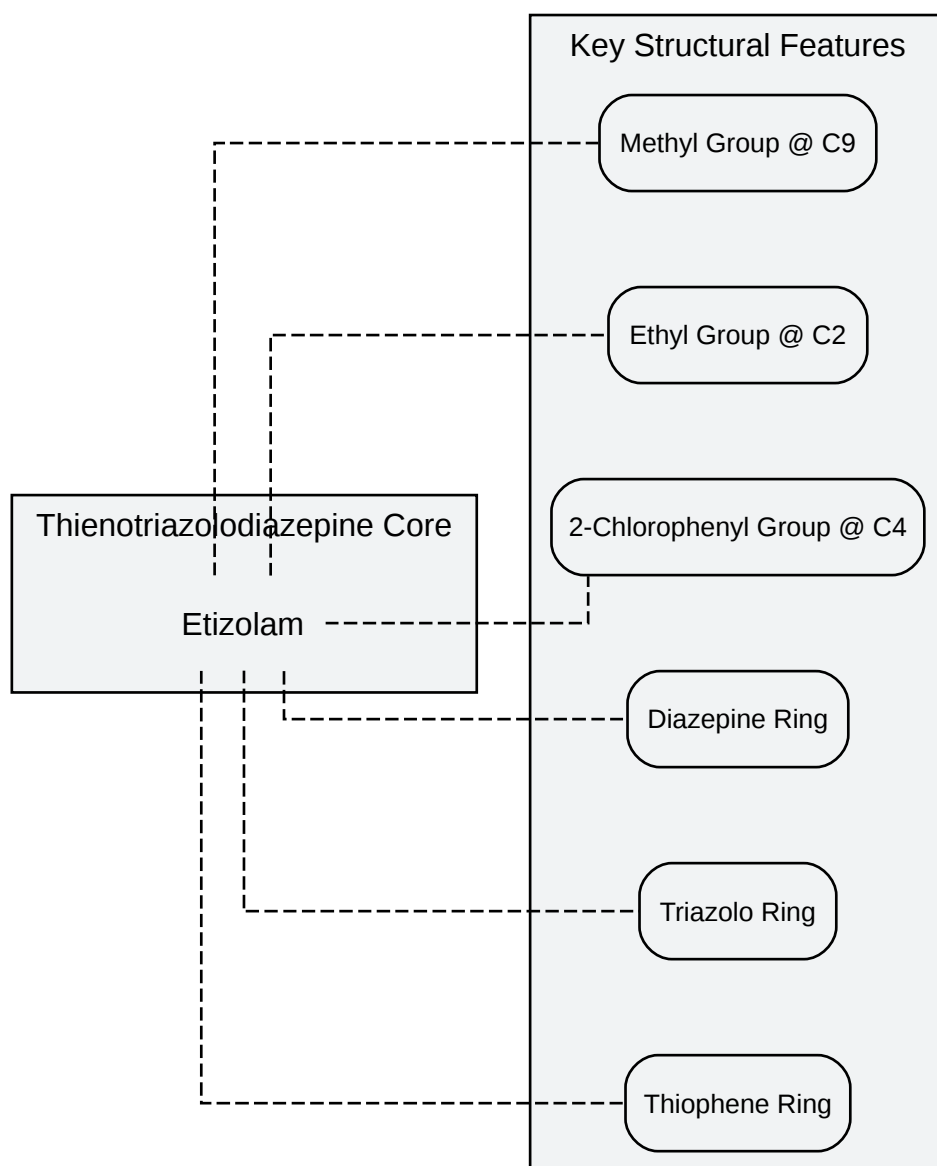 Key Structural Features
Methyl Group @ C9
Ethyl Group @ C2
Thienotriazolodiazepine Core
2-Chlorophenyl Group @ C4
Etizolam
Diazepine Ring
Triazolo Ring
Thiophene Ring